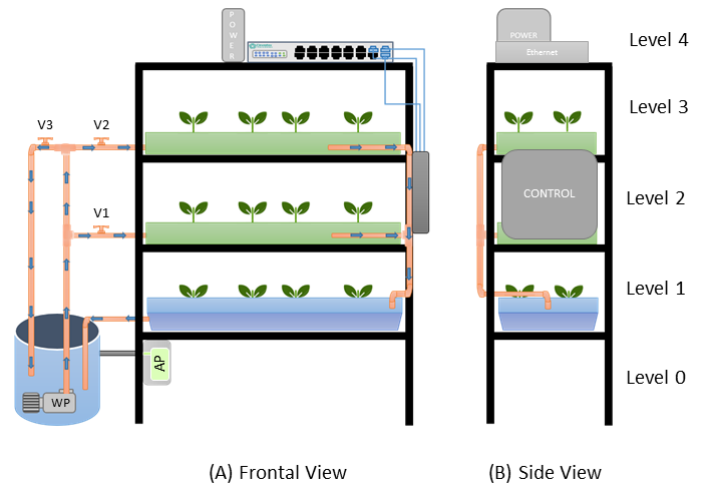 POWER
POWER
Ethernet
Level 4
V3
V2
Level 3
V1
CONTROL
Level 2
Level 1
AP
WP
Level 0
(A) Frontal View
(B) Side View